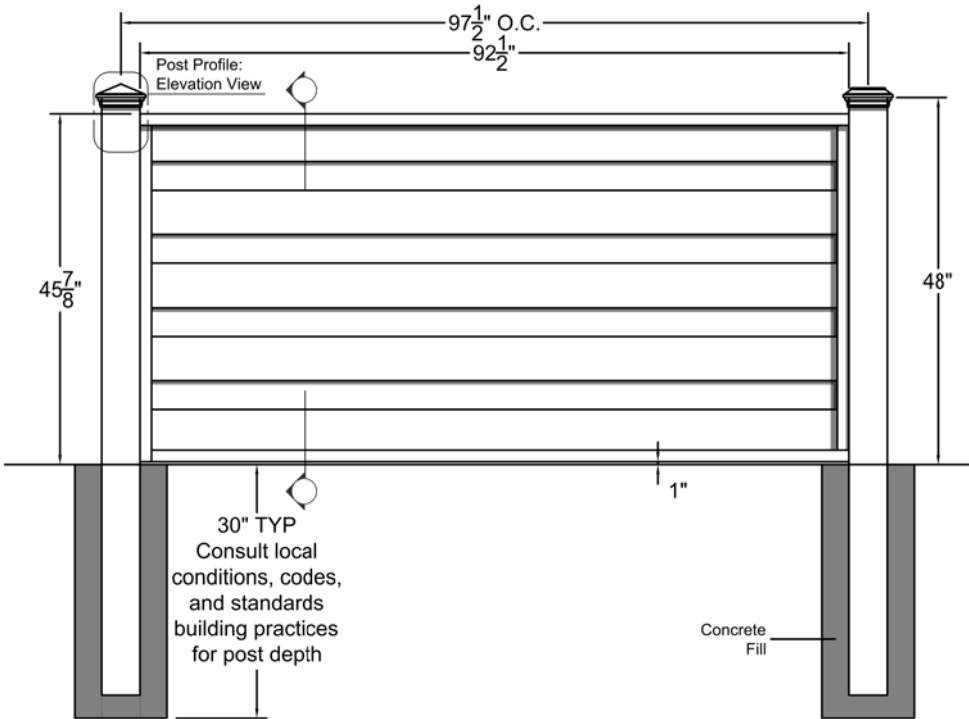 97 1/2" O.C.
92 1/2"
Post Profile:
Elevation View
45 7/8"
48"
1"
30" TYP
Consult local
conditions, codes,
and standards
building practices
for post depth
Concrete
Fill